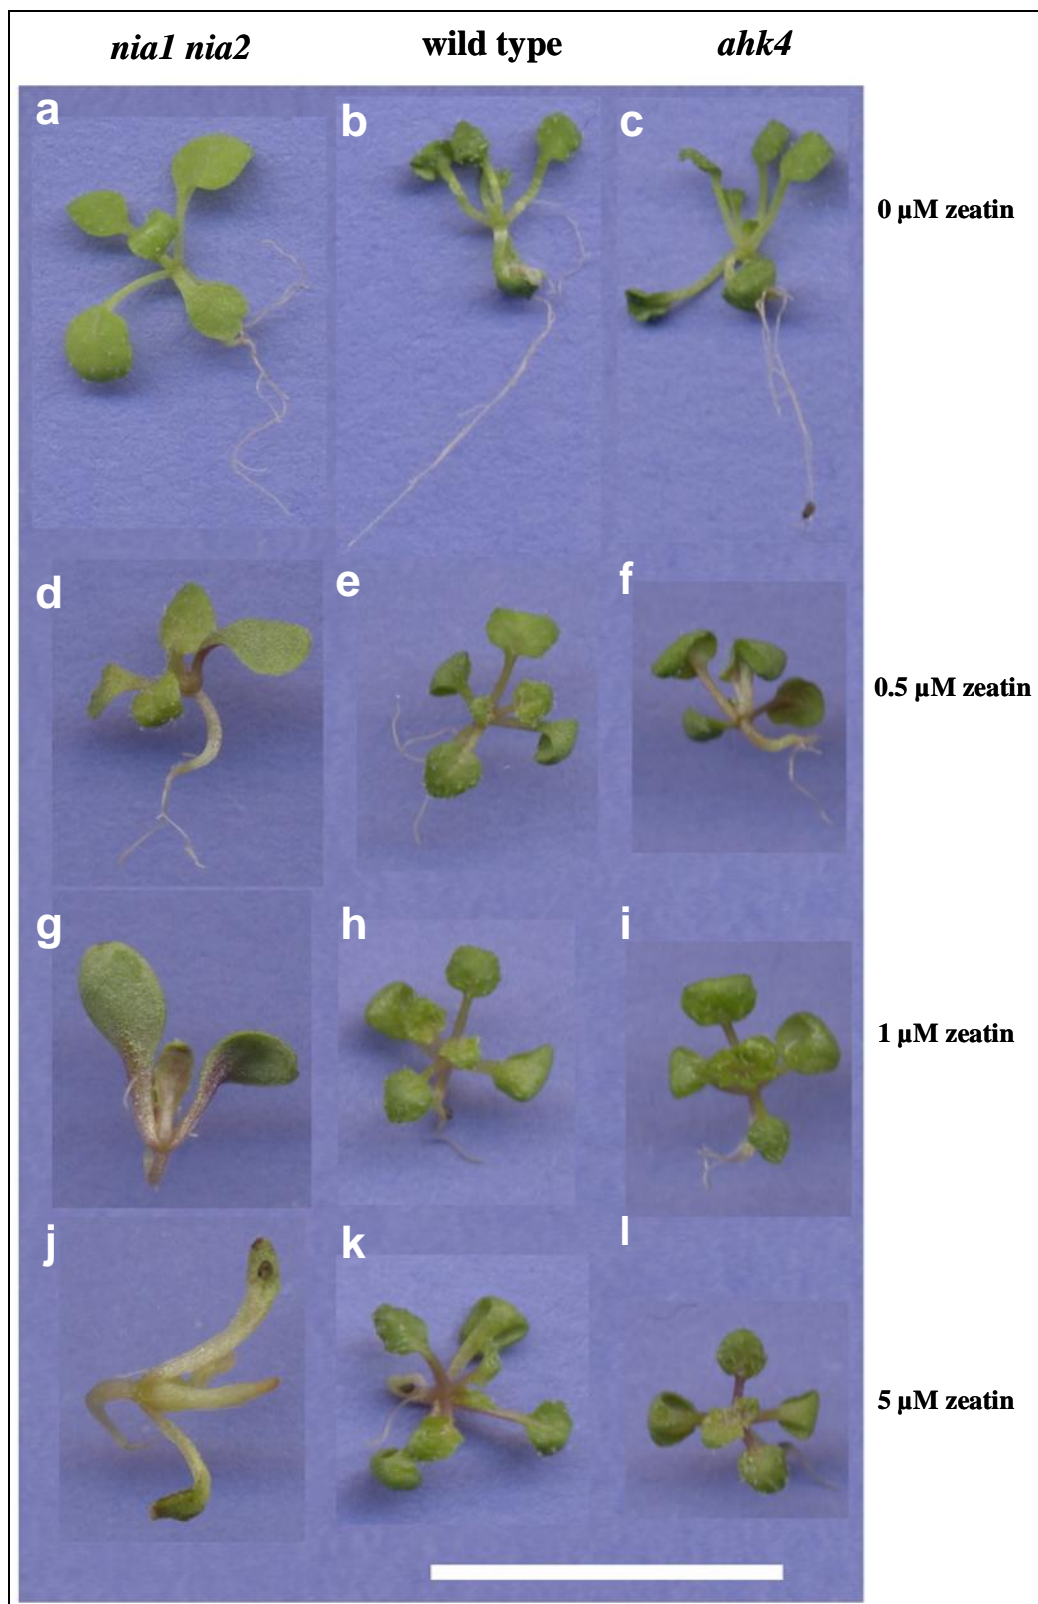 nia1 nia2 wild type ahk4
a b c
0 µM zeatin
d e f
0.5 µM zeatin
g h i
1 µM zeatin
j k l
5 µM zeatin